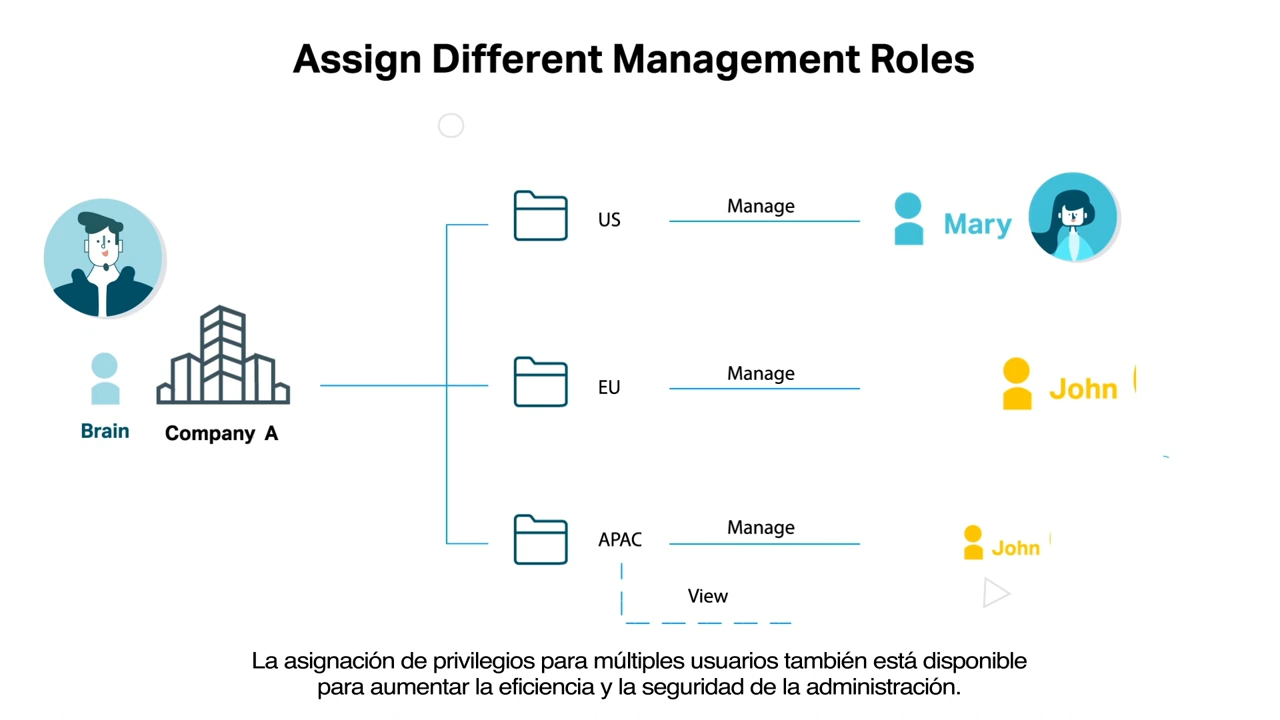 Assign Different Management Roles
US
Manage
Mary
EU
Manage
John
Brain
Company A
APAC
Manage
John
View
La asignación de privilegios para múltiples usuarios también está disponible
para aumentar la eficiencia y la seguridad de la administración.